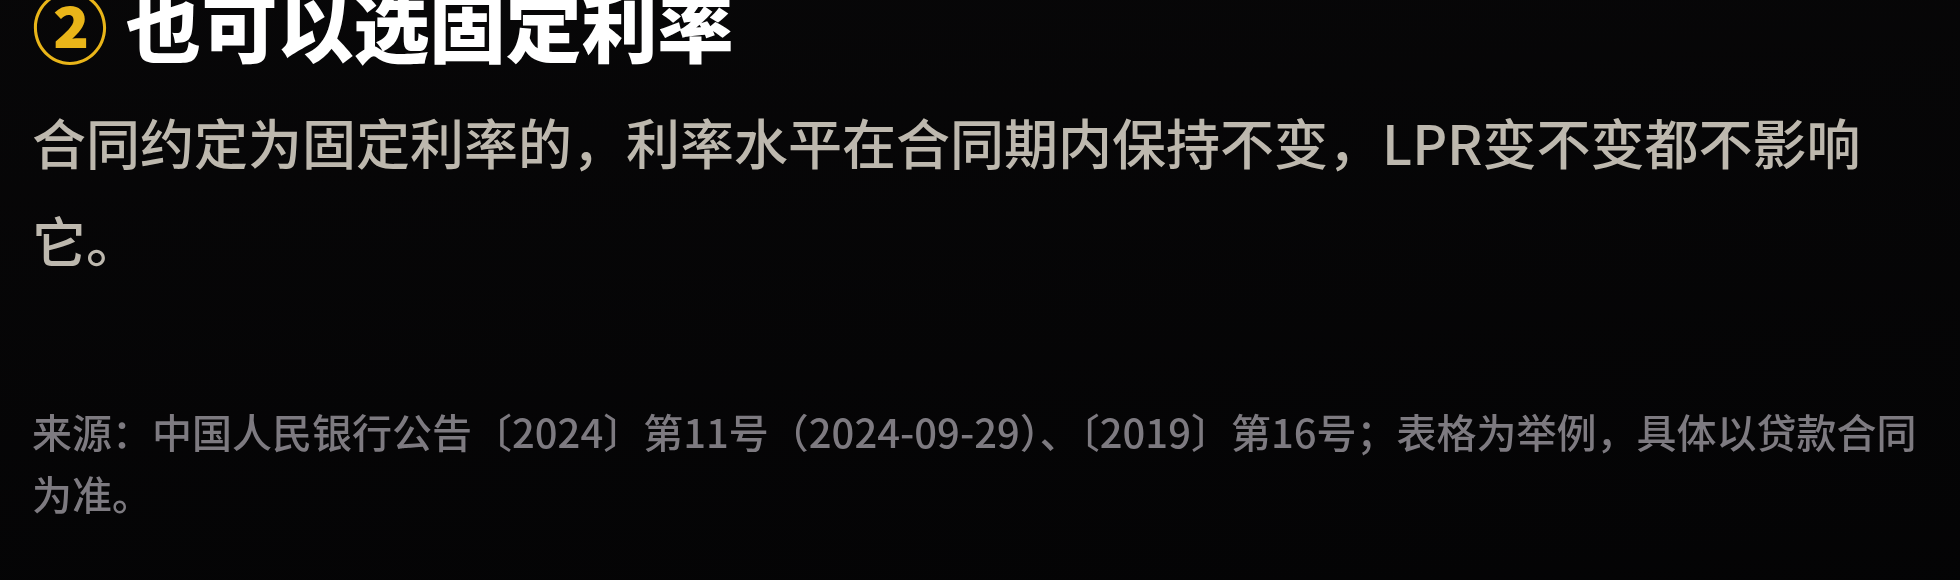 ② 也可以选固定利率
合同约定为固定利率的，利率水平在合同期内保持不变，LPR变不变都不影响
它。
来源：中国人民银行公告〔2024〕第11号（2024-09-29）、〔2019〕第16号；表格为举例，具体以贷款合同
为准。